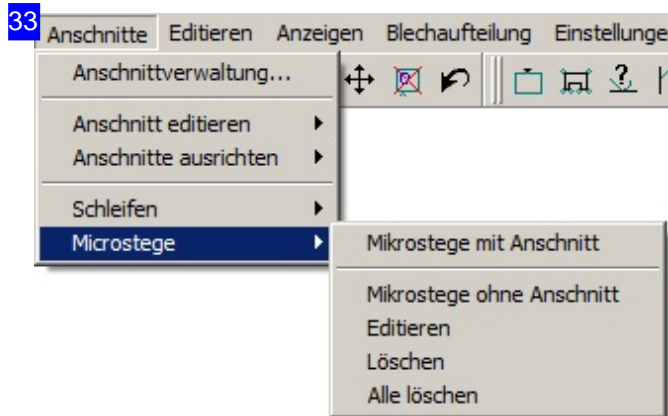 33
Anschnitte Editieren Anzeigen Blechaufteilung Einstellunge
Anschnittverwaltung...
Anschnitt editieren
Anschnitte ausrichten
Schleifen
Microstege
Mikrostege mit Anschnitt
Mikrostege ohne Anschnitt
Editieren
Löschen
Alle löschen